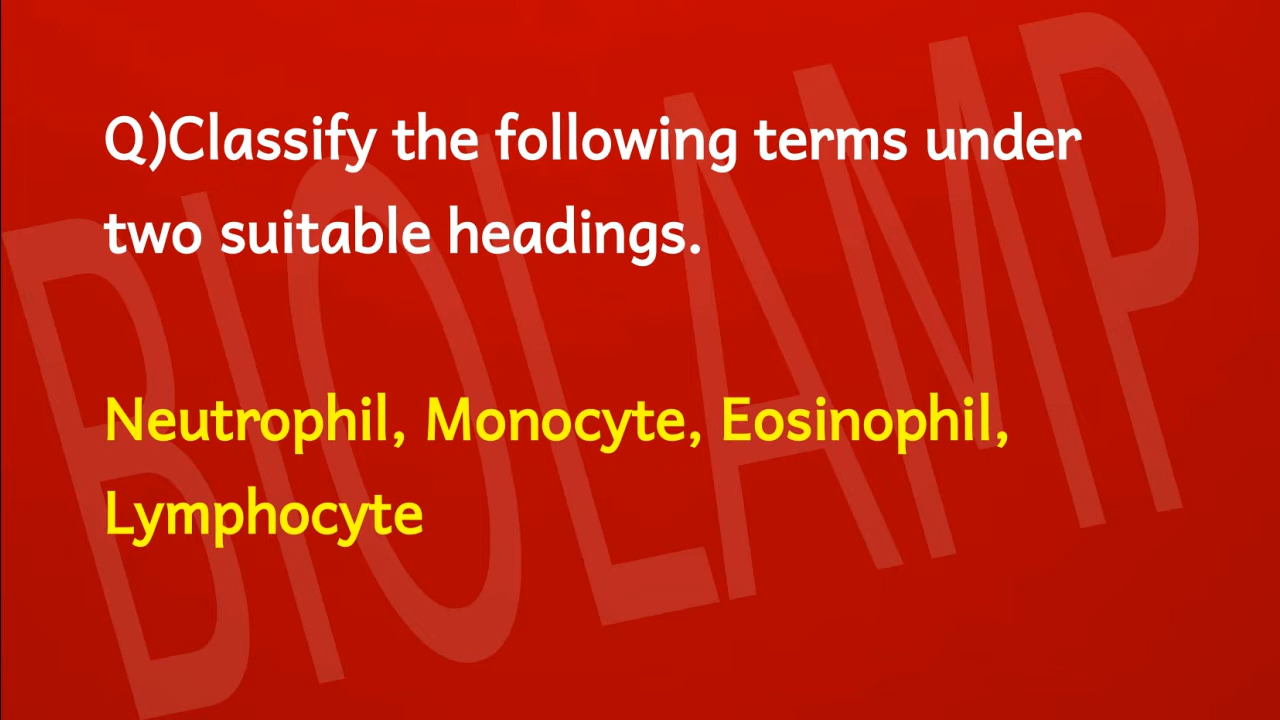 Q)Classify the following terms under
two suitable headings.
Neutrophil, Monocyte, Eosinophil,
Lymphocyte
BIOLAMP